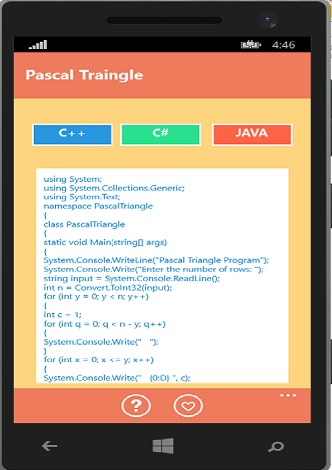 4:46
Pascal Traingle
C++ C# JAVA
using System;
using System.Collections.Generic;
using System.Text;
namespace PascalTriangle
{
class PascalTriangle
{
static void Main(string[] args)
{
System.Console.WriteLine("Pascal Triangle Program");
System.Console.Write("Enter the number of rows: ");
string input = System.Console.ReadLine();
int n = Convert.ToInt32(input);
for (int y = 0; y < n; y++)
{
int c = 1;
for (int q = 0; q < n - y; q++)
{
System.Console.Write("   ");
}
for (int x = 0; x <= y; x++)
{
System.Console.Write("   {0:D} ", c);
?